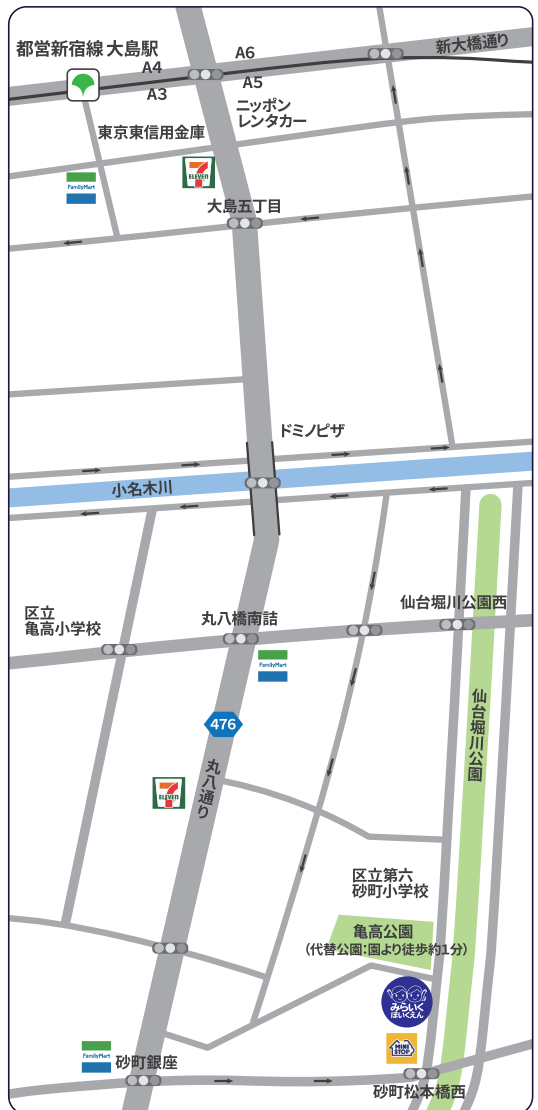 都営新宿線 大島駅
A4
A3
A6
A5
新大橋通り
ニッポン
レンタカー
東京東信用金庫
7
ELEVEN
FamilyMart
大島五丁目
ドミノピザ
小名木川
区立
亀高小学校
丸八橋南詰
仙台堀川公園西
FamilyMart
476
仙台堀川公園
丸八通り
7
ELEVEN
区立第六
砂町小学校
亀高公園
(代替公園:園より徒歩約1分)
みらいく
ほいくえん
MINI
STOP
FamilyMart
砂町銀座
砂町松本橋西